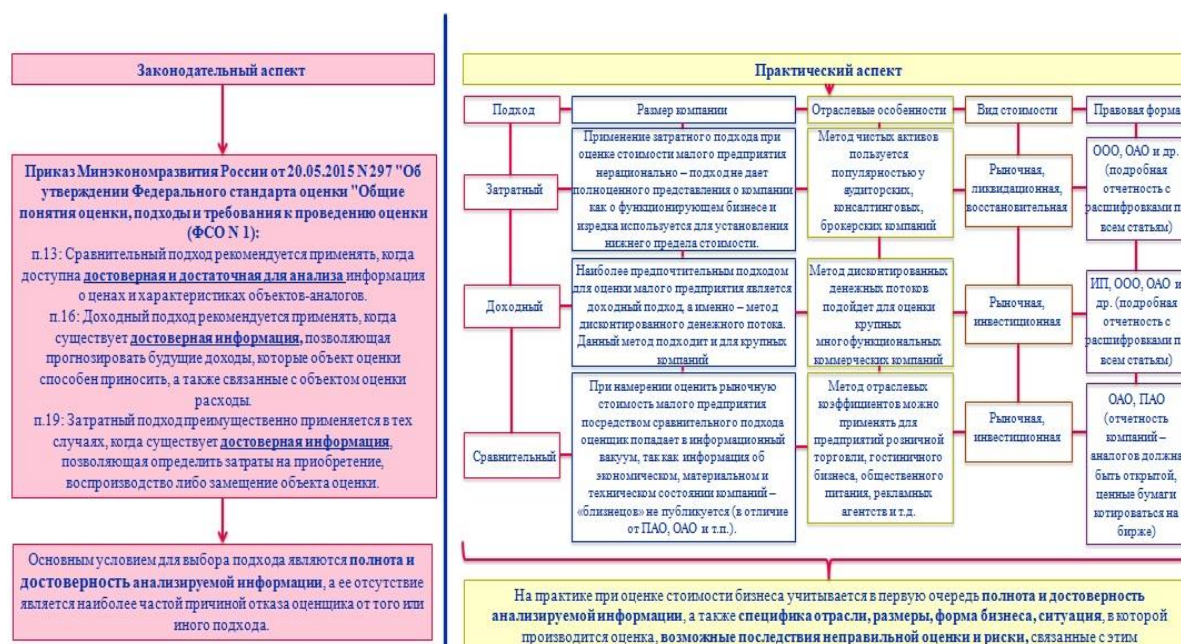 Законодательный аспект
Приказ Минэкономразвития России от 20.05.2015 N 297 "Об
утверждении Федерального стандарта оценки "Общие
понятия оценки, подходы и требования к проведению оценки
(ФСО N 1):
п.13: Сравнительный подход рекомендуется применять, когда
доступна достоверная и достаточная для анализа информация
о ценах и характеристиках объектов-аналогов.
п.16: Доходный подход рекомендуется применять, когда
существует достоверная информация, позволяющая
прогнозировать будущие доходы, которые объект оценки
способен приносить, а также связанные с объектом оценки
расходы.
п.19: Затратный подход преимущественно применяется в тех
случаях, когда существует достоверная информация,
позволяющая определить затраты на приобретение,
воспроизводство либо замещение объекта оценки.
Основным условием для выбора подхода являются полнота и
достоверность анализируемой информации, а ее отсутствие
является наиболее частой причиной отказа оценщика от того или
иного подхода.
Практический аспект
Подход
Размер компании
Отраслевые особенности
Вид стоимости
Правовая форма
Затратный
Применение затратного подхода при
оценке стоимости малого предприятия
нерационально – подход не дает
полноценного представления о компании
как о функционирующем бизнесе и
изредка используется для установления
нижнего предела стоимости.
Метод чистых активов
пользуется
популярностью у
аудиторских,
консалтинговых,
брокерских компаний
Рыночная,
ликвидационная,
восстановительная
ООО, ОАО и др.
(подробная
отчетность с
расшифровками п
всем статьям)
Доходный
Наиболее предпочтительным подходом
для оценки малого предприятия является
доходный подход, а именно – метод
дисконтированного денежного потока.
Данный метод подходит и для крупных
компаний
Метод дисконтированных
денежных потоков
подойдет для оценки
крупных
многофункциональных
коммерческих компаний
Рыночная,
инвестиционная
ИП, ООО, ОАО и
др. (подробная
отчетность с
расшифровками п
всем статьям)
Сравнительный
При намерении оценить рыночную
стоимость малого предприятия
посредством сравнительного подхода
оценщик попадает в информационный
вакуум, так как информация об
экономическом, материальном и
техническом состоянии компаний –
«близнецов» не публикуется (в отличие
от ПАО, ОАО и т.п.).
Метод отраслевых
коэффициентов можно
применять для
предприятий розничной
торговли, гостиничного
бизнеса, общественного
питания, рекламных
агентств и т.д.
Рыночная,
инвестиционная
ОАО, ПАО
(отчетность
компаний –
аналогов должна
быть открытой,
ценные бумаги
котироваться на
бирже)
На практике при оценке стоимости бизнеса учитывается в первую очередь полнота и достоверность
анализируемой информации, а также специфика отрасли, размеры, форма бизнеса, ситуация, в которой
производится оценка, возможные последствия неправильной оценки и риски, связанные с этим.